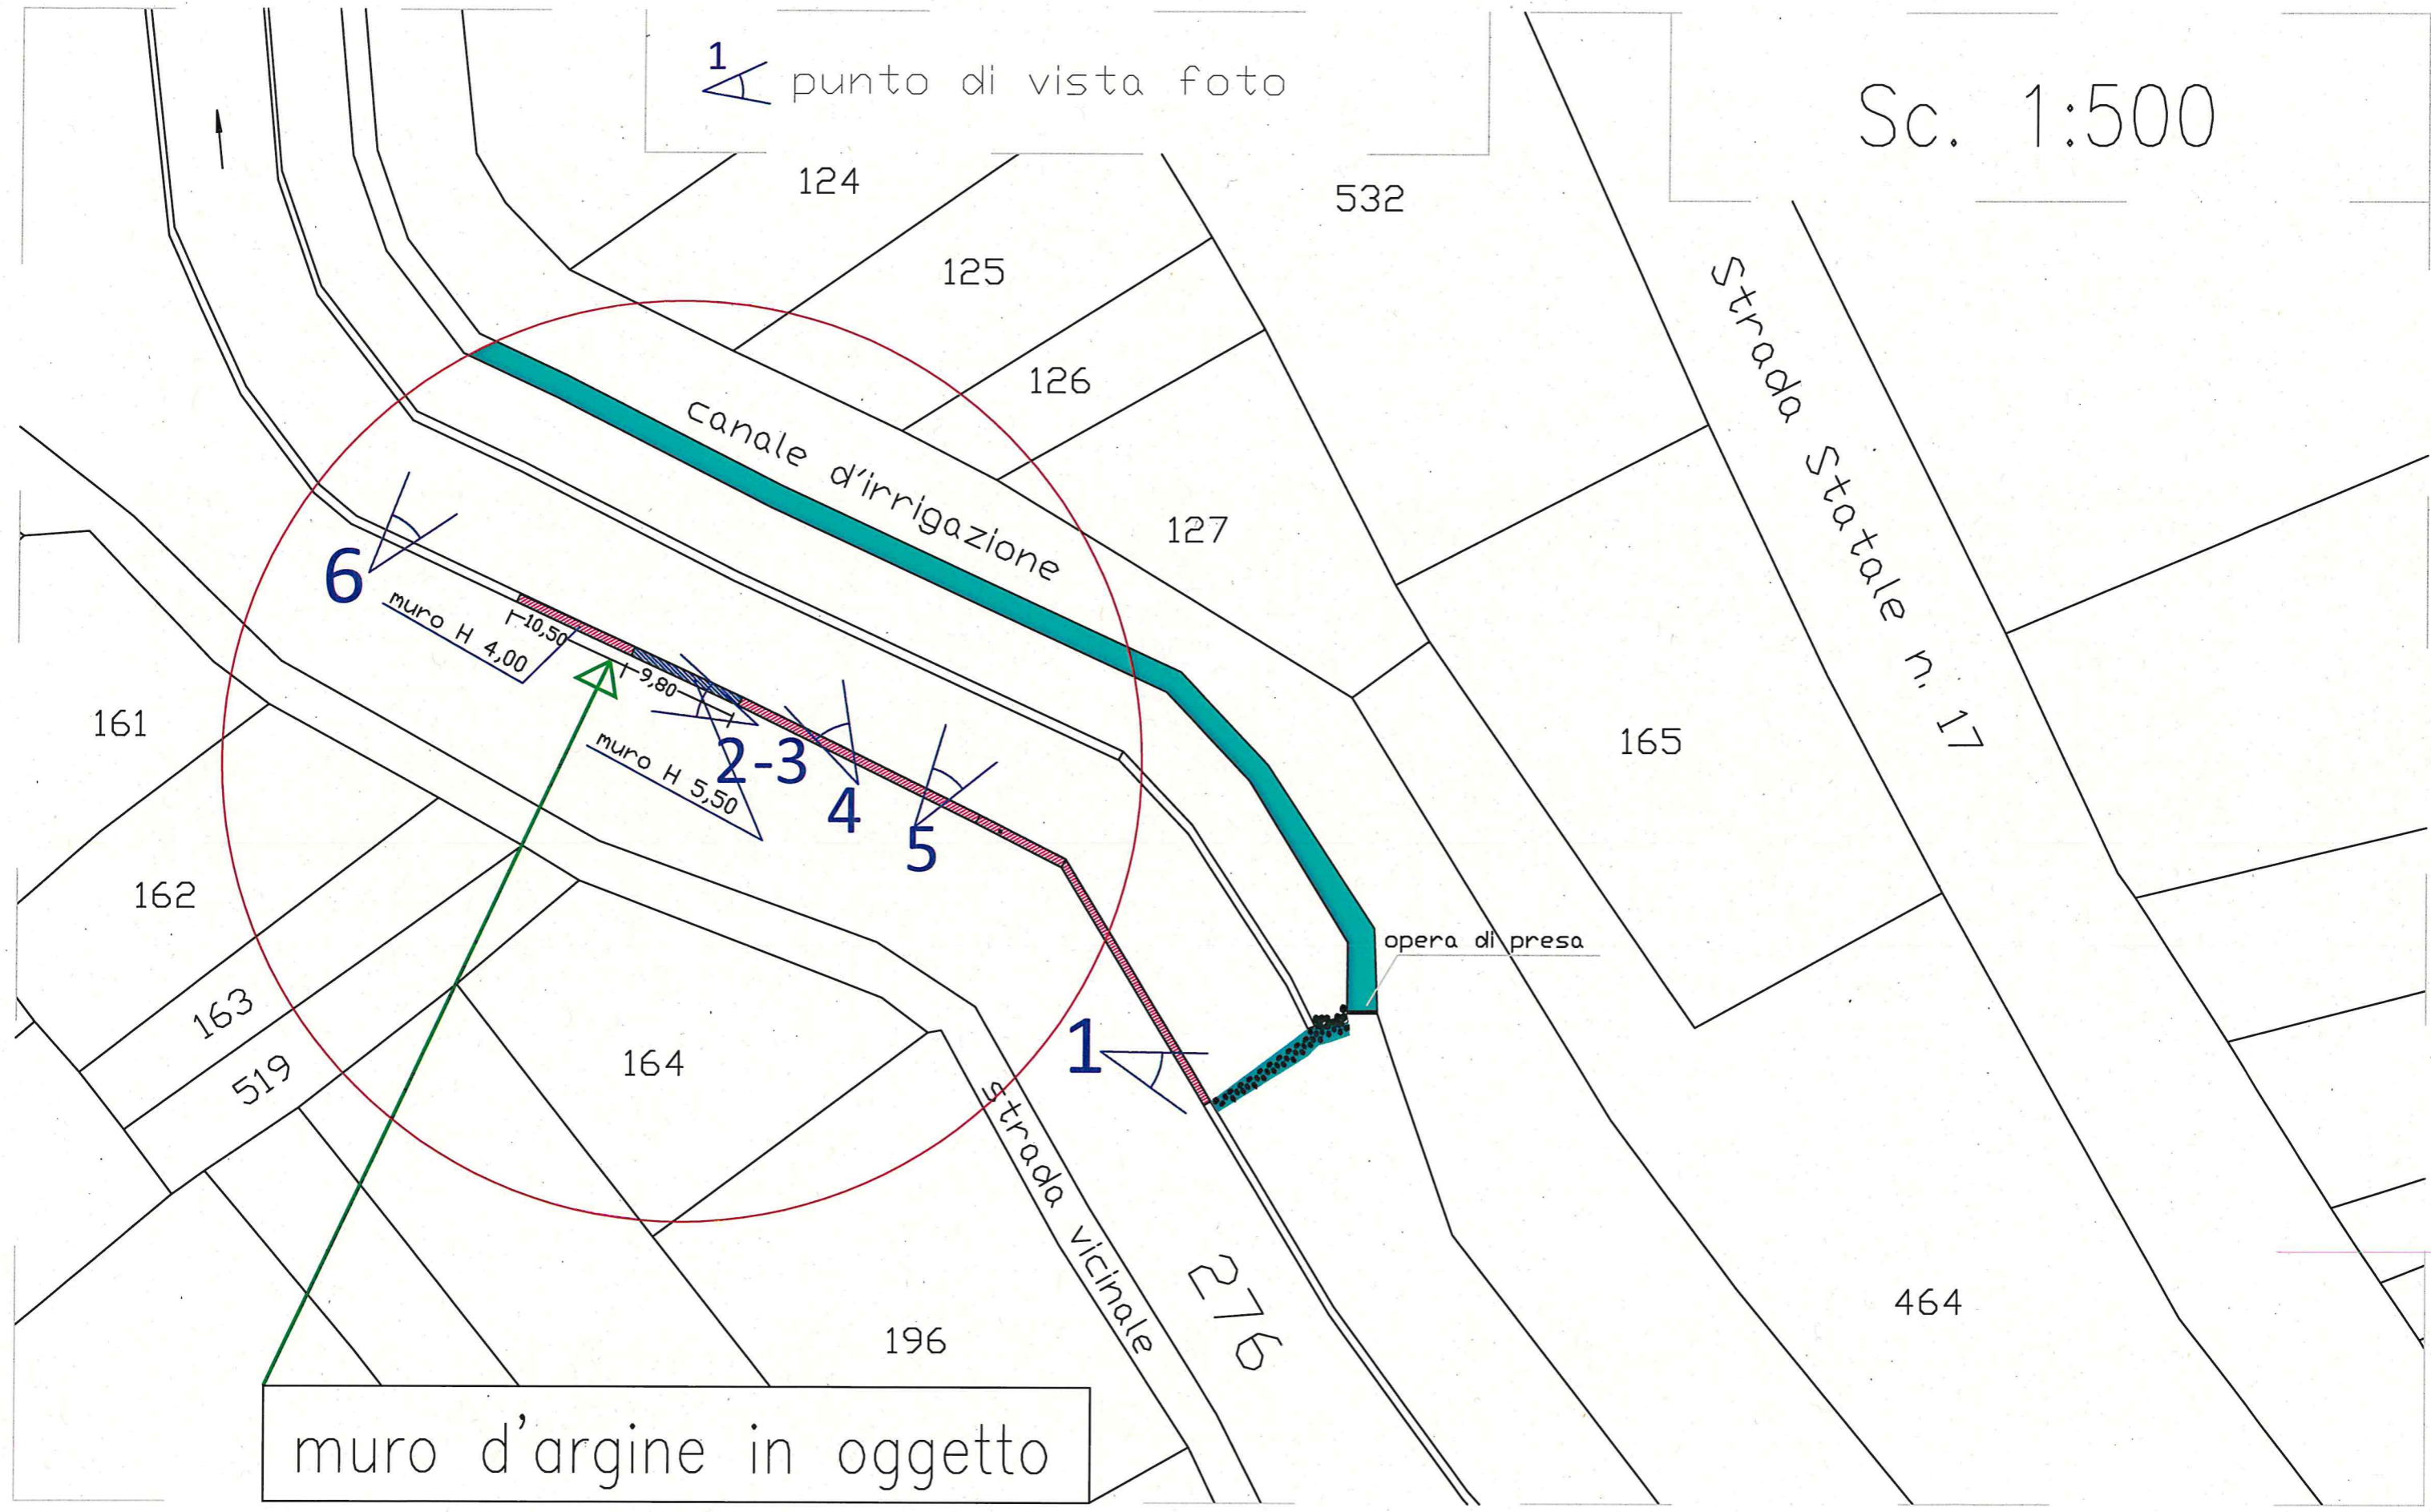 1
punto di vista foto
Sc. 1:500
124
532
125
126
canale d'irrigazione
127
Strada Statale n. 17
6
muro H 4,00
10,50
9,80
2-3
muro H 5,50
4
5
161
165
162
opera di presa
163
519
164
1
strada vicinale
276
464
196
muro d'argine in oggetto